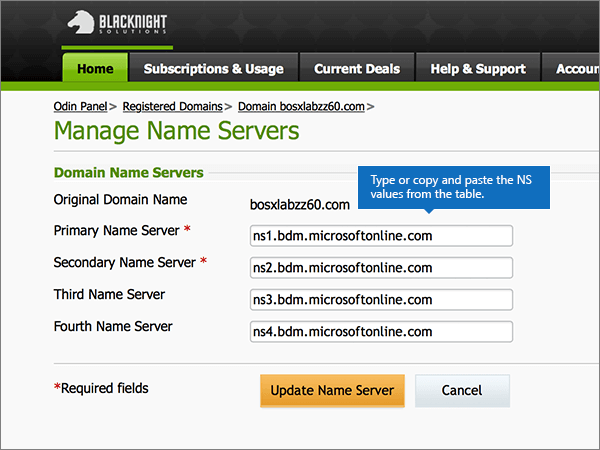 BLACKNIGHT
SOLUTIONS
Home Subscriptions & Usage Current Deals Help & Support Accour
Odin Panel> Registered Domains> Domain bosxlabzz60.com>
Manage Name Servers
Domain Name Servers
Type or copy and paste the NS
values from the table.
Original Domain Name bosxlabzz60.com
Primary Name Server * ns1.bdm.microsoftonline.com
Secondary Name Server * ns2.bdm.microsoftonline.com
Third Name Server ns3.bdm.microsoftonline.com
Fourth Name Server ns4.bdm.microsoftonline.com
*Required fields Update Name Server Cancel